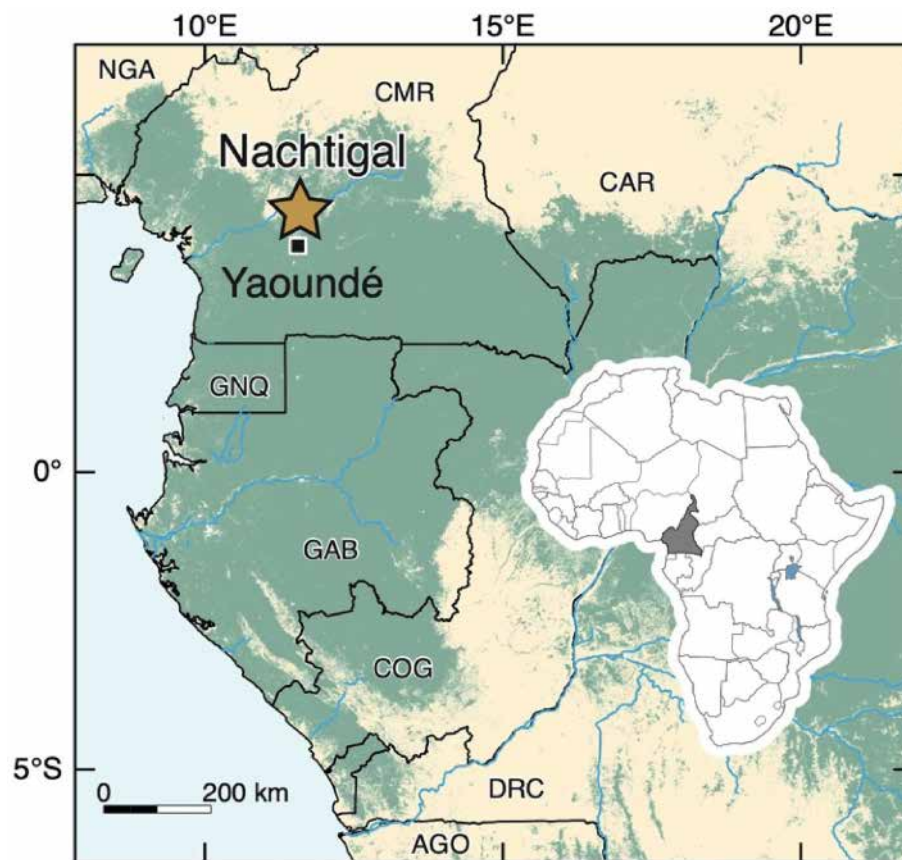 10°E 15°E 20°E
NGA
CMR
Nachtigal
CAR
Yaoundé
GNQ
0°
GAB
COG
5°S
0 200 km
DRC
AGO